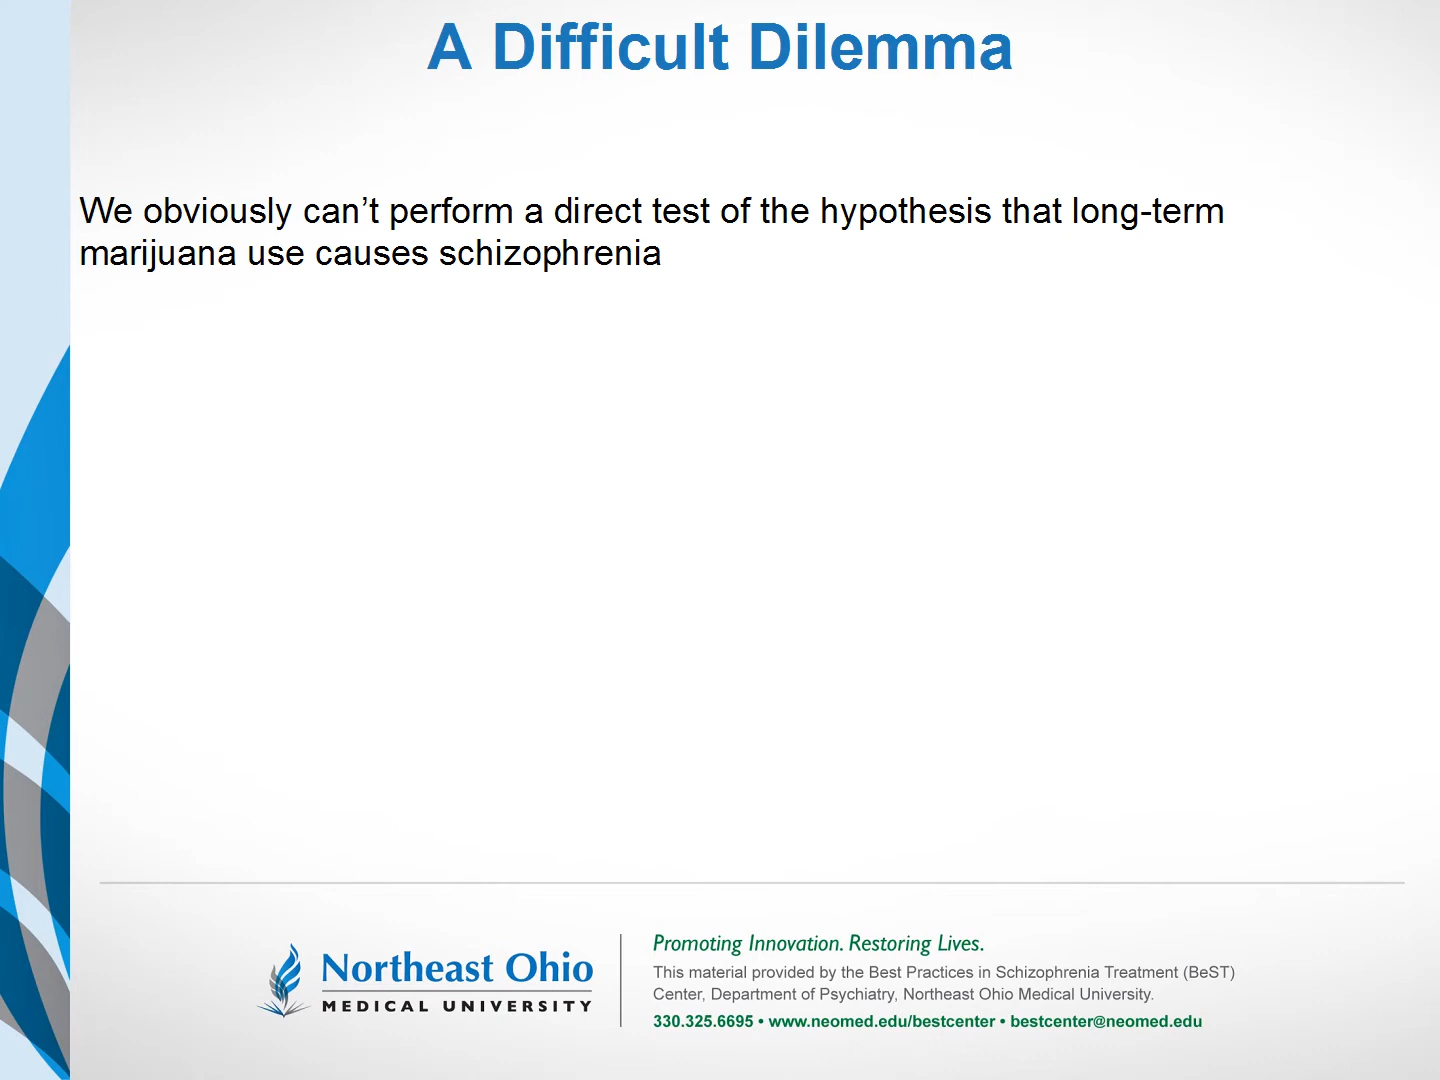 A Difficult Dilemma
We obviously can’t perform a direct test of the hypothesis that long-term
marijuana use causes schizophrenia
Northeast Ohio
MEDICAL UNIVERSITY
Promoting Innovation. Restoring Lives.
This material provided by the Best Practices in Schizophrenia Treatment (BeST)
Center, Department of Psychiatry, Northeast Ohio Medical University.
330.325.6695 • www.neomed.edu/bestcenter • bestcenter@neomed.edu